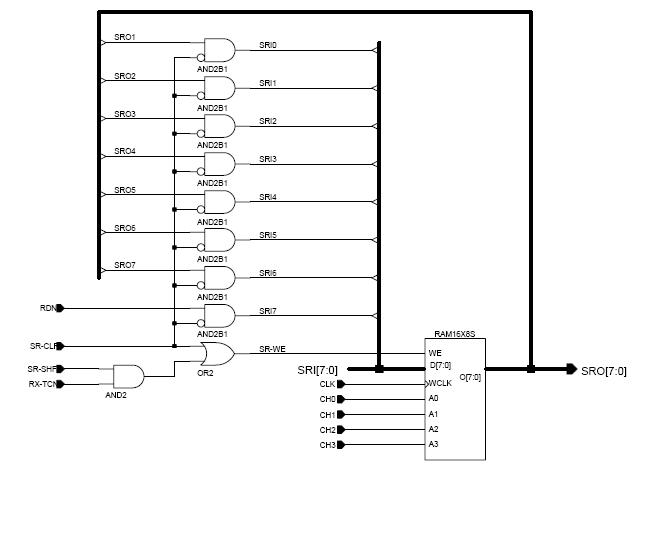 SRO1
SRI0
AND2B1
SRO2
SRI1
AND2B1
SRO3
SRI2
AND2B1
SRO4
SRI3
AND2B1
SRO5
SRI4
AND2B1
SRO6
SRI5
AND2B1
SRO7
SRI6
AND2B1
RDN
SRI7
AND2B1
RAM16X8S
SR-CLR
SR-WE
WE
OR2
SR-SHF
SRI[7:0]
D[7:0]
O[7:0]
SRO[7:0]
RX-TCN
AND2
CLK
WCLK
CH0
A0
CH1
A1
CH2
A2
CH3
A3